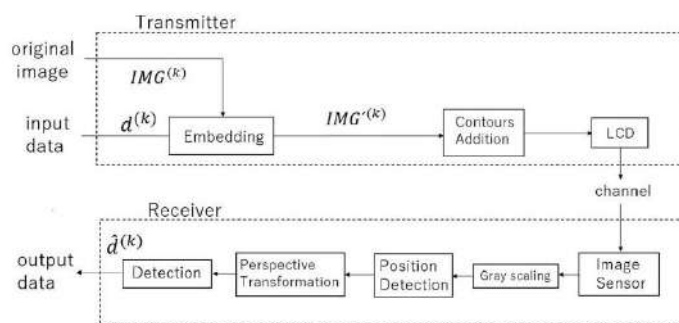 Transmitter
original
image
IMG^(k)
input
data
d^(k)
Embedding
IMG'^(k)
Contours
Addition
LCD
channel
Receiver
output
data
d̂^(k)
Detection
Perspective
Transformation
Position
Detection
Gray scaling
Image
Sensor